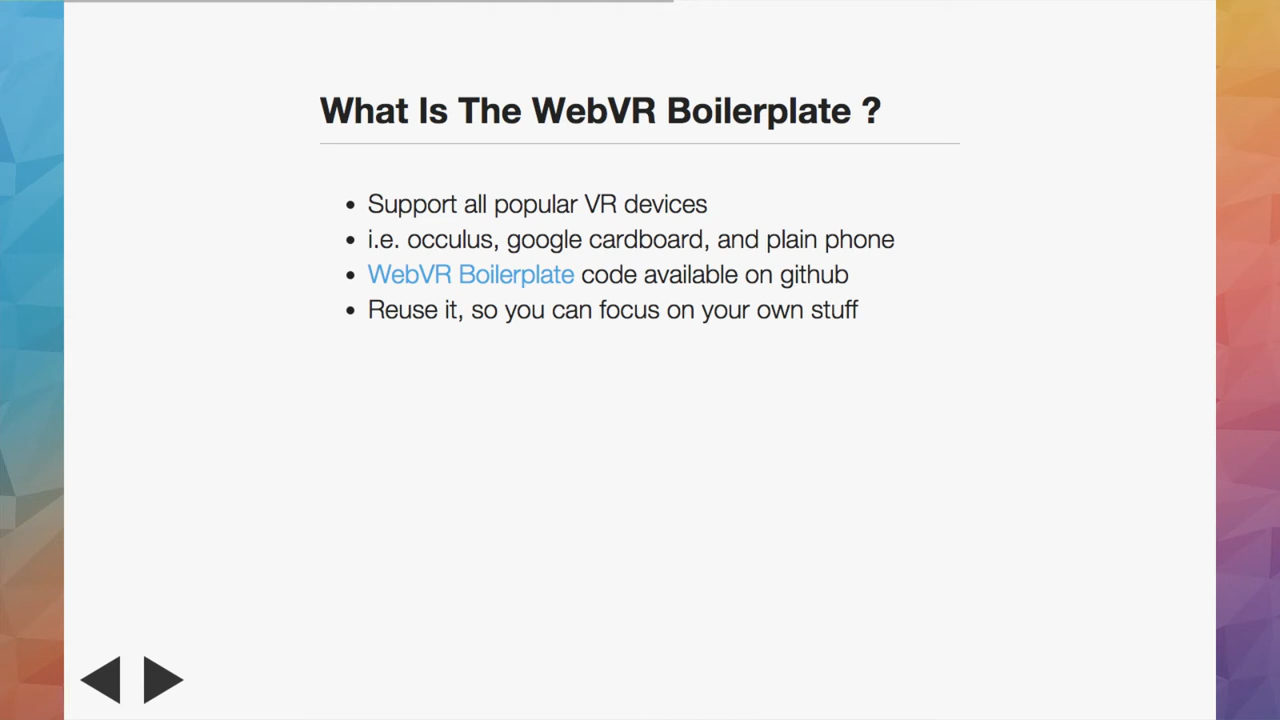 What Is The WebVR Boilerplate ?
• Support all popular VR devices
• i.e. occulus, google cardboard, and plain phone
• WebVR Boilerplate code available on github
• Reuse it, so you can focus on your own stuff